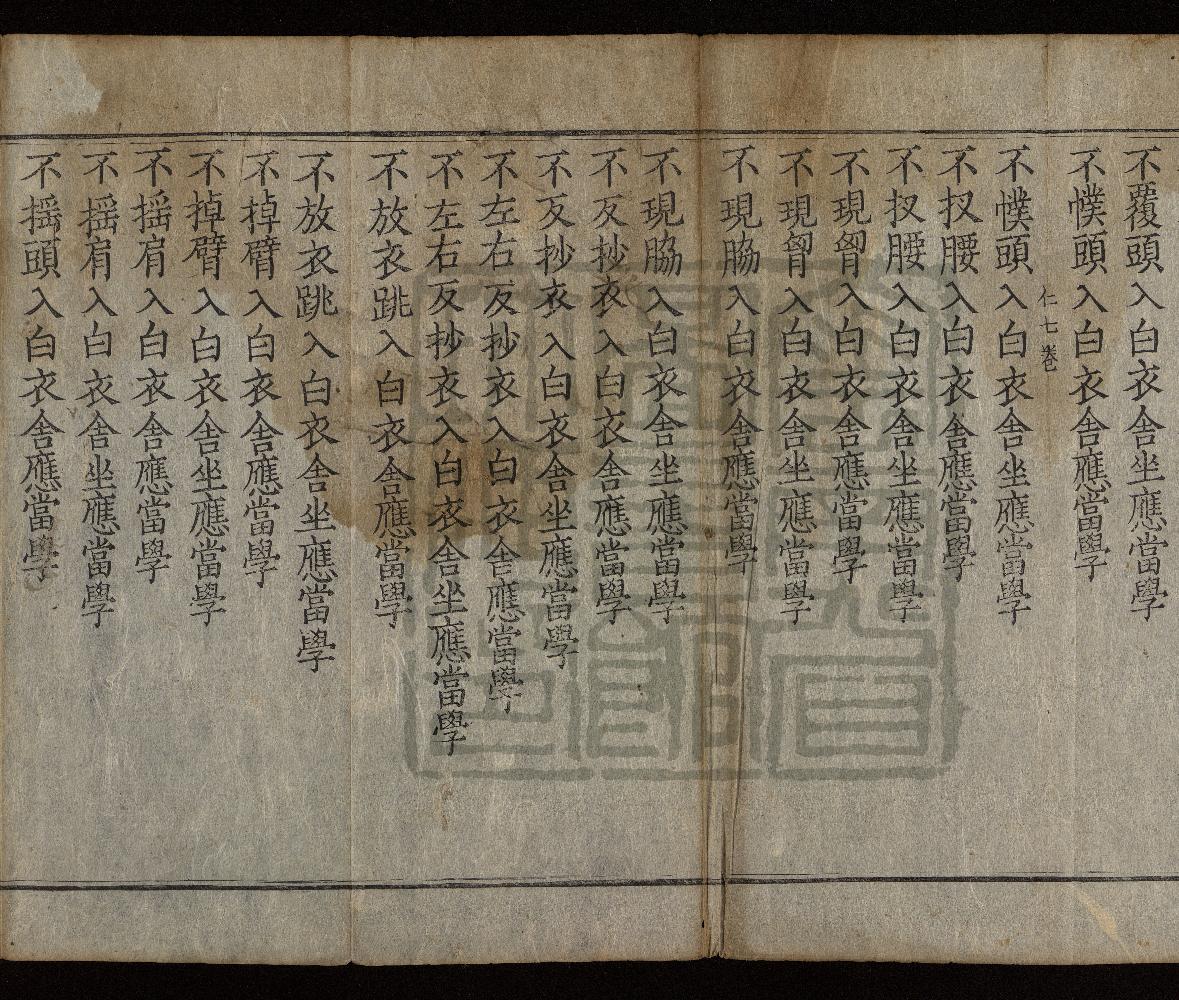 不覆頭入白衣舍坐應當學
不幞頭入白衣舍應當學
仁七卷
不幞頭入白衣舍坐應當學
不扠腰入白衣舍應當學
不扠腰入白衣舍坐應當學
不現胷入白衣舍應當學
不現胷入白衣舍坐應當學
不現脇入白衣舍應當學
不現脇入白衣舍坐應當學
不反抄衣入白衣舍應當學
不反抄衣入白衣舍坐應當學
不左右反抄衣入白衣舍應當學
不左右反抄衣入白衣舍坐應當學
不放衣跳入白衣舍應當學
不放衣跳入白衣舍坐應當學
不掉臂入白衣舍應當學
不掉臂入白衣舍坐應當學
不揺肩入白衣舍應當學
不揺肩入白衣舍坐應當學
不揺頭入白衣舍應當學